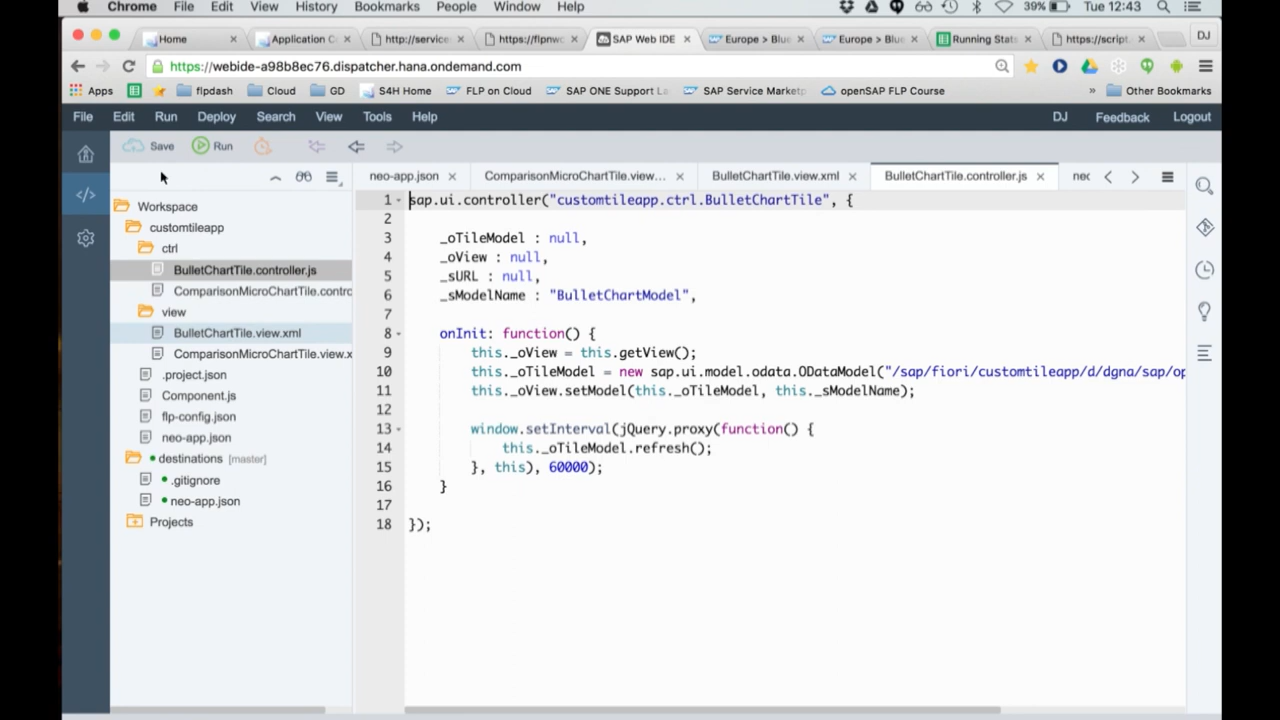 Chrome File Edit View History Bookmarks People Window Help 39% Tue 12:43
Home Application C http://service https://flpnwc SAP Web IDE Europe > Blue Europe > Blue Running Stats https://script. DJ
https://webide-a98b8ec76.dispatcher.hana.ondemand.com
Apps flpdash Cloud GD S4H Home FLP on Cloud SAP ONE Support La SAP Service Marketp openSAP FLP Course » Other Bookmarks
File Edit Run Deploy Search View Tools Help DJ Feedback Logout
Save Run
neo-app.json ComparisonMicroChartTile.view... BulletChartTile.view.xml BulletChartTile.controller.js nec
Workspace
customtileapp
ctrl
BulletChartTile.controller.js
ComparisonMicroChartTile.contrc
view
BulletChartTile.view.xml
ComparisonMicroChartTile.view.x
.project.json
Component.js
flp-config.json
neo-app.json
destinations [master]
.gitignore
neo-app.json
Projects
1 sap.ui.controller("customtileapp.ctrl.BulletChartTile", {
2
3 _oTileModel : null,
4 _oView : null,
5 _sURL : null,
6 _sModelName : "BulletChartModel",
7
8 onInit: function() {
9 this._oView = this.getView();
10 this._oTileModel = new sap.ui.model.odata.ODataModel("/sap/fiori/customtileapp/d/dgna/sap/op
11 this._oView.setModel(this._oTileModel, this._sModelName);
12
13 window.setInterval(jQuery.proxy(function() {
14 this._oTileModel.refresh();
15 }, this), 60000);
16 }
17
18 });